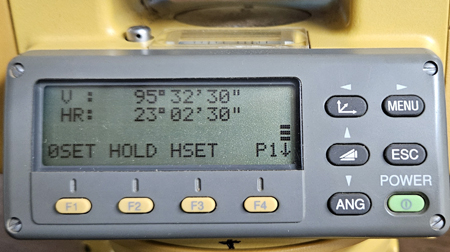 V : 95°32'30"
HR: 23°02'30"
0SET HOLD HSET P1↓
MENU
ESC
POWER
F1 F2 F3 F4 ANG